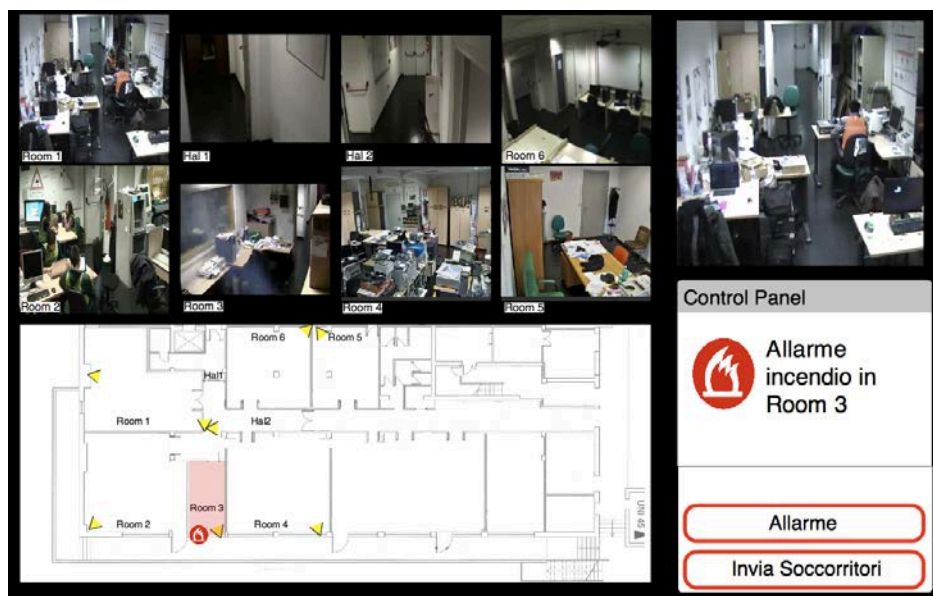 Room 1
Hal 1
Hal 2
Room 6
Room 2
Room 3
Room 4
Room 5
Control Panel
Allarme
incendio in
Room 3
Room 6
Room 5
Hal1
Room 1
Hal2
Room 3
Room 2
Room 4
UNI 45
Allarme
Invia Soccorritori